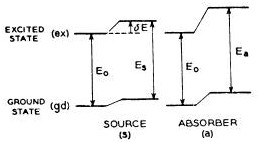 EXCITED
STATE (ex)
δE
E₀
Eₛ
E₀
Eₐ
GROUND
STATE (gd)
SOURCE
(s)
ABSORBER
(a)